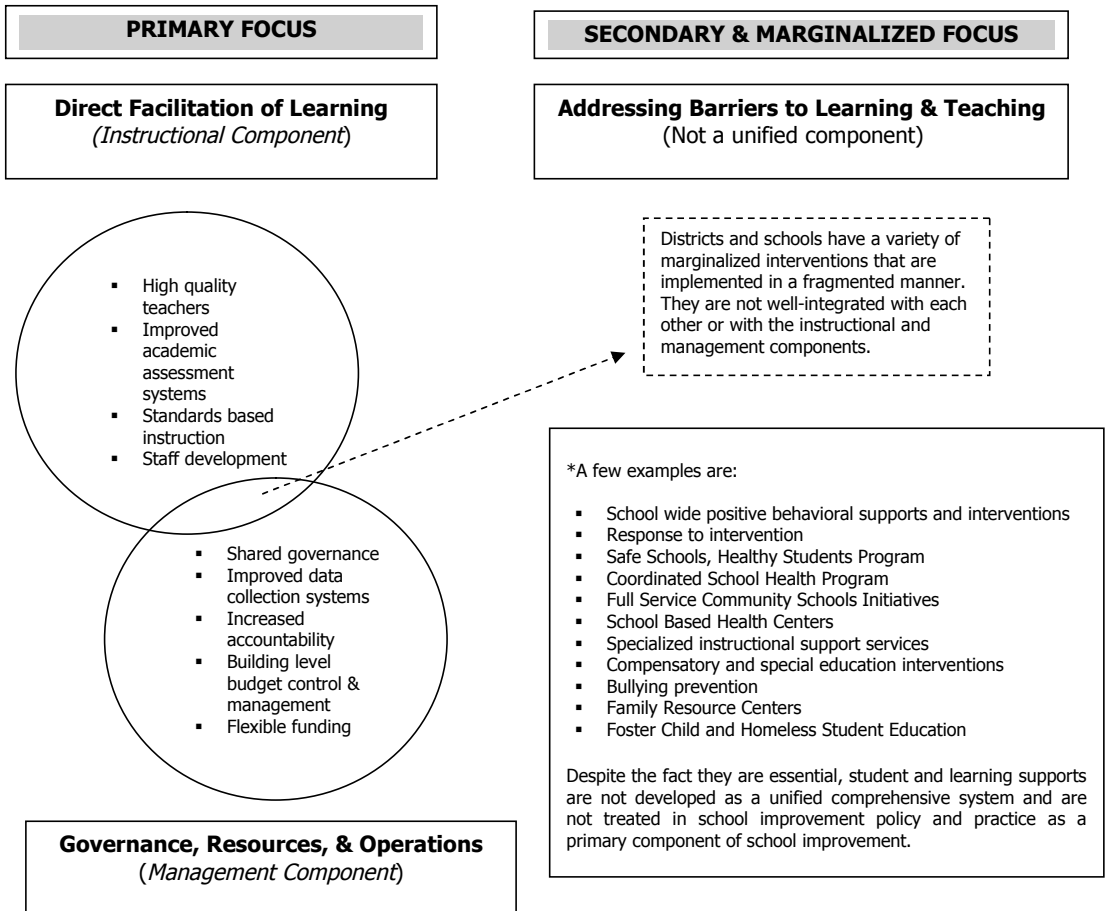 PRIMARY FOCUS
SECONDARY & MARGINALIZED FOCUS
Direct Facilitation of Learning
(Instructional Component)
Addressing Barriers to Learning & Teaching
(Not a unified component)
▪ High quality
teachers
▪ Improved
academic
assessment
systems
▪ Standards based
instruction
▪ Staff development
▪ Shared governance
▪ Improved data
collection systems
▪ Increased
accountability
▪ Building level
budget control &
management
▪ Flexible funding
Governance, Resources, & Operations
(Management Component)
Districts and schools have a variety of
marginalized interventions that are
implemented in a fragmented manner.
They are not well-integrated with each
other or with the instructional and
management components.
*A few examples are:
▪ School wide positive behavioral supports and interventions
▪ Response to intervention
▪ Safe Schools, Healthy Students Program
▪ Coordinated School Health Program
▪ Full Service Community Schools Initiatives
▪ School Based Health Centers
▪ Specialized instructional support services
▪ Compensatory and special education interventions
▪ Bullying prevention
▪ Family Resource Centers
▪ Foster Child and Homeless Student Education
Despite the fact they are essential, student and learning supports
are not developed as a unified comprehensive system and are
not treated in school improvement policy and practice as a
primary component of school improvement.